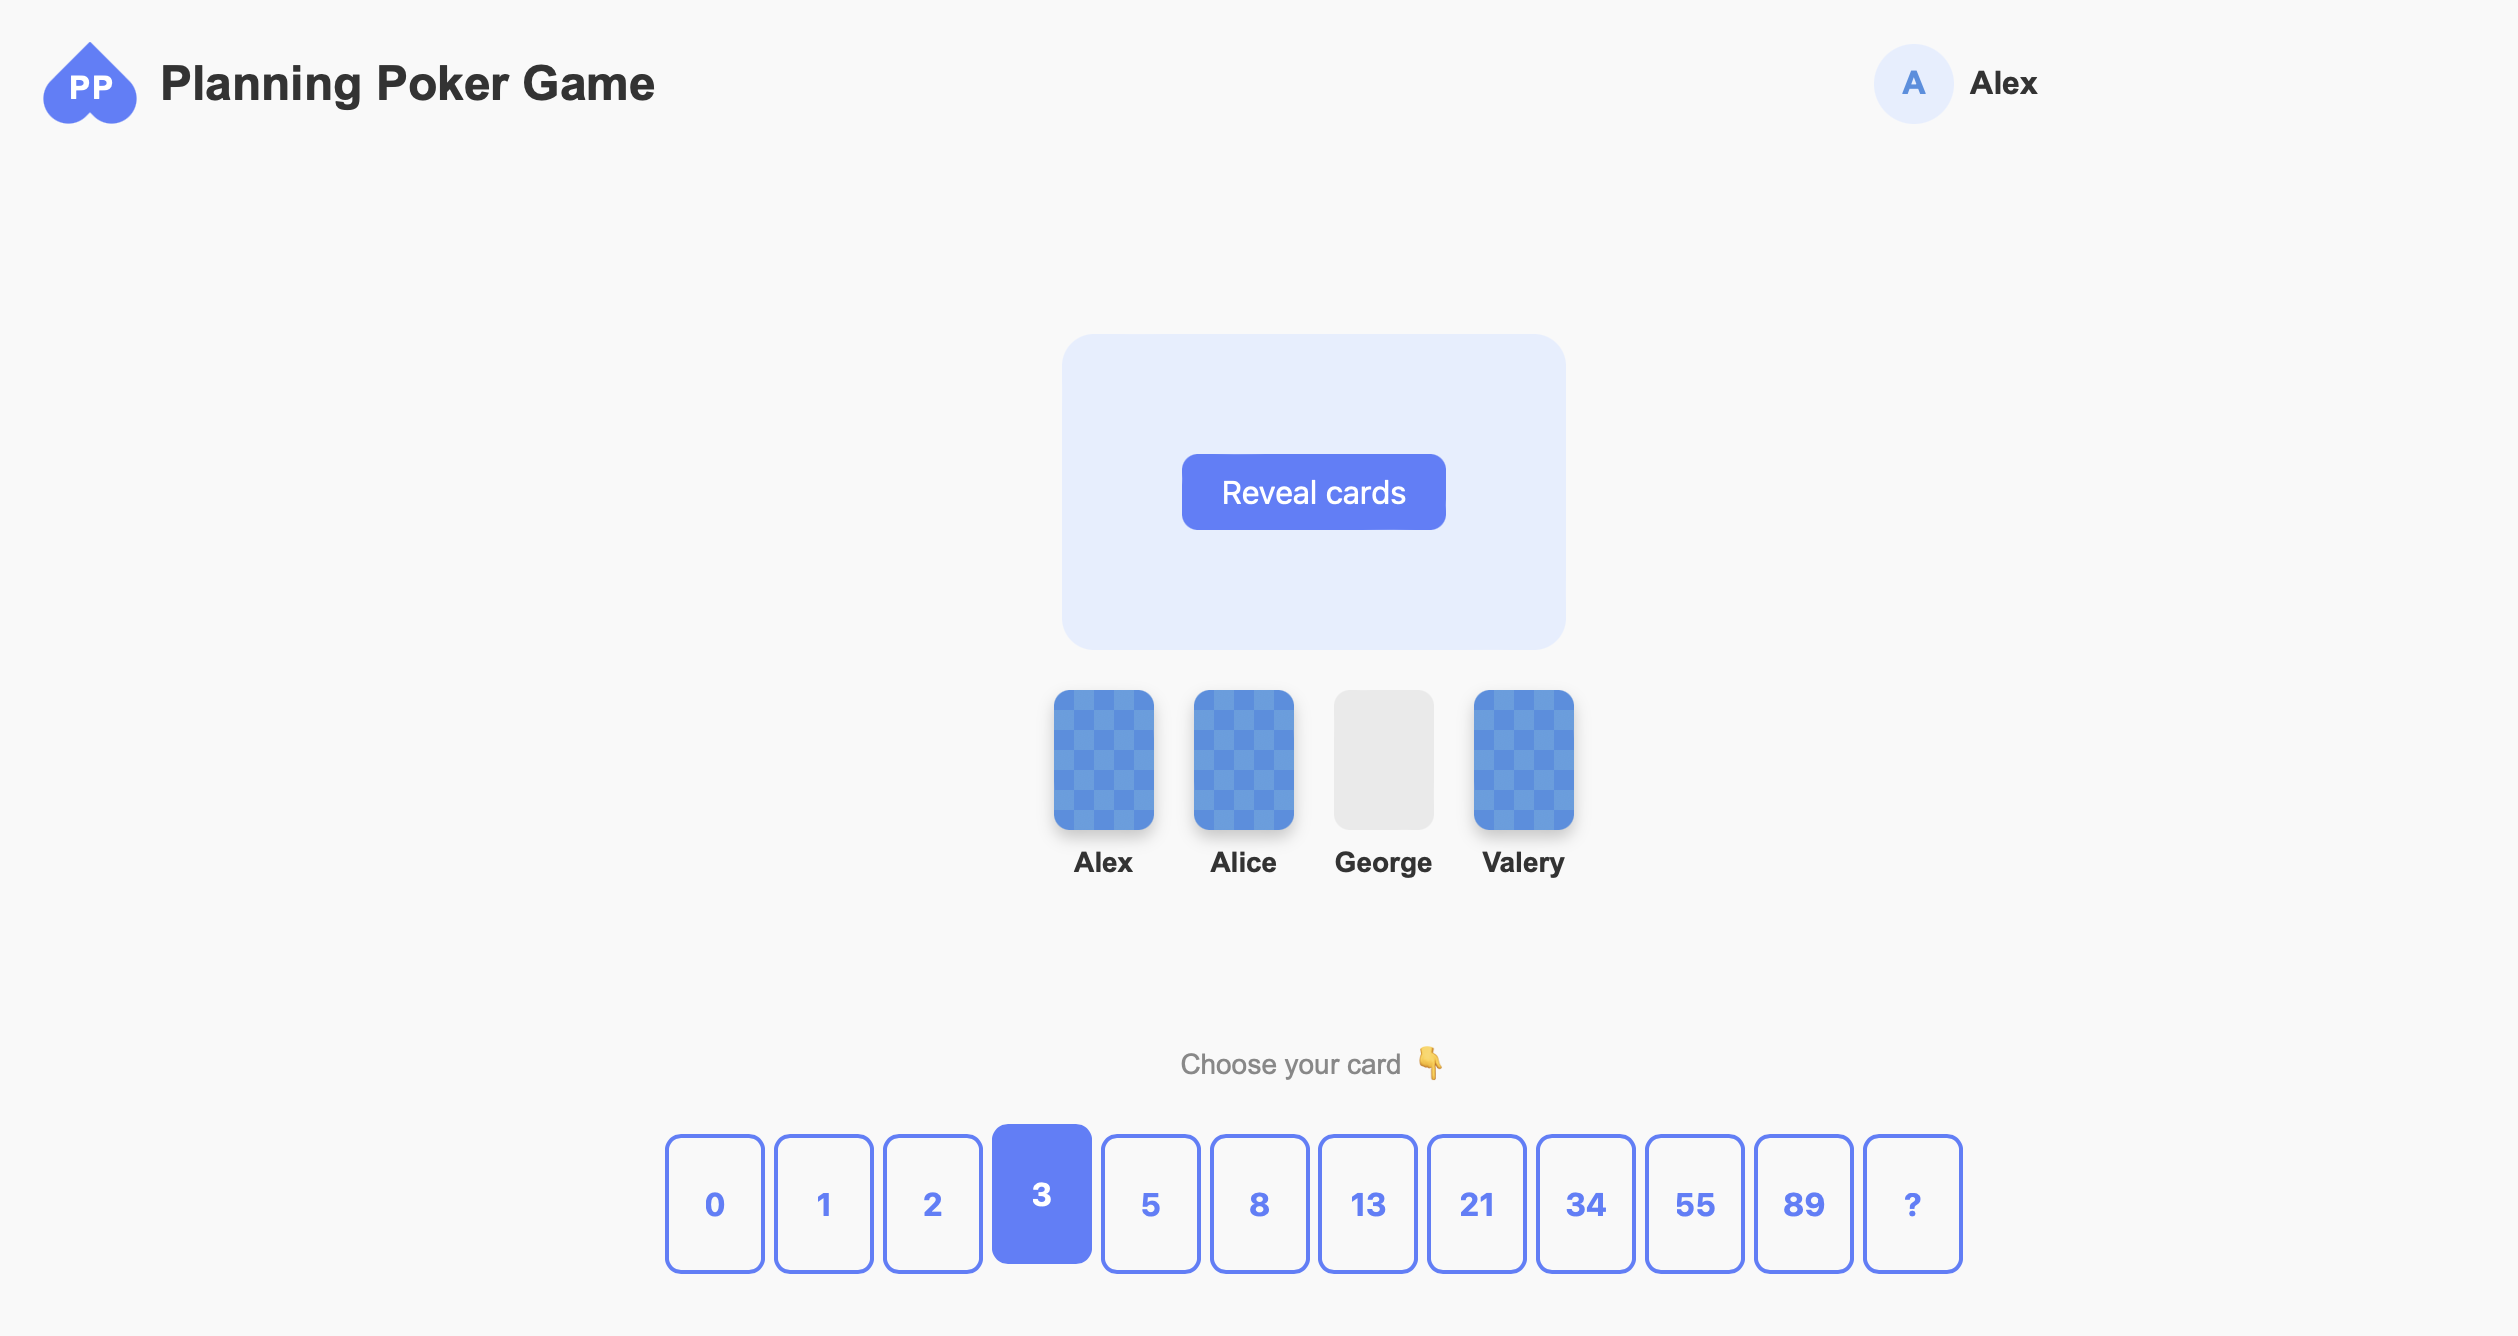 PP
Planning Poker Game
A
Alex
Reveal cards
Alex
Alice
George
Valery
Choose your card 👇
0
1
2
3
5
8
13
21
34
55
89
?